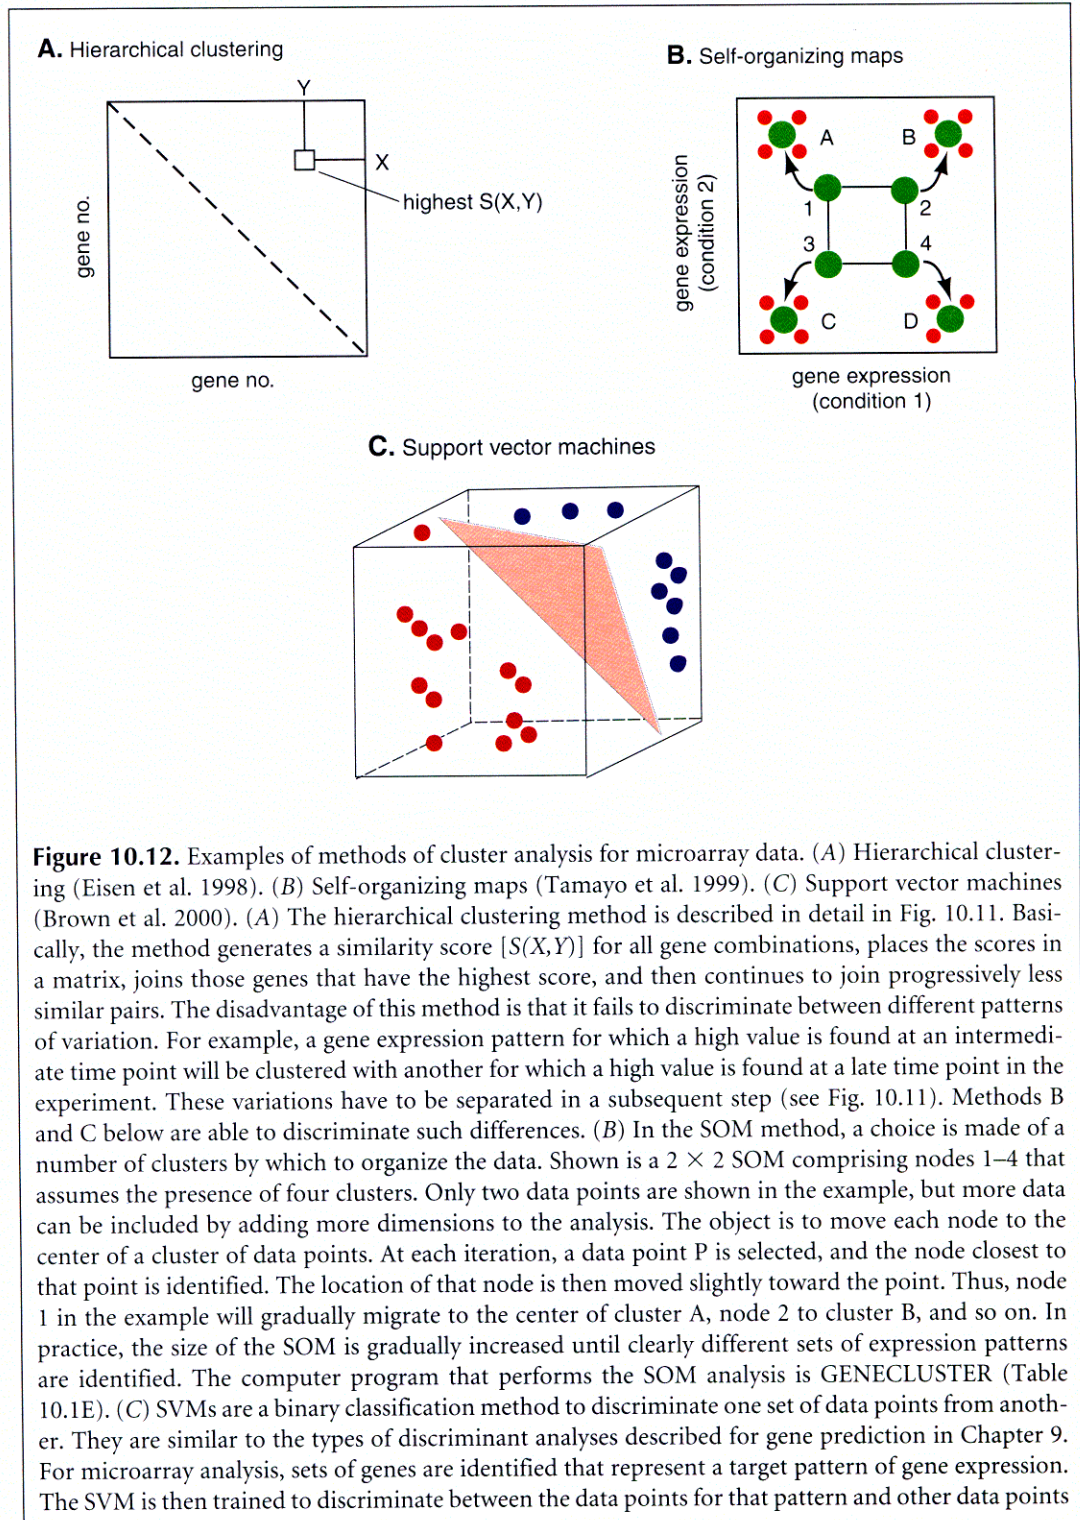 A. Hierarchical clustering
Y
X
highest S(X,Y)
gene no.
gene no.
B. Self-organizing maps
A
B
1
2
3
4
C
D
gene expression
(condition 2)
gene expression
(condition 1)
C. Support vector machines
Figure 10.12. Examples of methods of cluster analysis for microarray data. (A) Hierarchical cluster-
ing (Eisen et al. 1998). (B) Self-organizing maps (Tamayo et al. 1999). (C) Support vector machines
(Brown et al. 2000). (A) The hierarchical clustering method is described in detail in Fig. 10.11. Basi-
cally, the method generates a similarity score [S(X,Y)] for all gene combinations, places the scores in
a matrix, joins those genes that have the highest score, and then continues to join progressively less
similar pairs. The disadvantage of this method is that it fails to discriminate between different patterns
of variation. For example, a gene expression pattern for which a high value is found at an intermedi-
ate time point will be clustered with another for which a high value is found at a late time point in the
experiment. These variations have to be separated in a subsequent step (see Fig. 10.11). Methods B
and C below are able to discriminate such differences. (B) In the SOM method, a choice is made of a
number of clusters by which to organize the data. Shown is a 2 × 2 SOM comprising nodes 1–4 that
assumes the presence of four clusters. Only two data points are shown in the example, but more data
can be included by adding more dimensions to the analysis. The object is to move each node to the
center of a cluster of data points. At each iteration, a data point P is selected, and the node closest to
that point is identified. The location of that node is then moved slightly toward the point. Thus, node
1 in the example will gradually migrate to the center of cluster A, node 2 to cluster B, and so on. In
practice, the size of the SOM is gradually increased until clearly different sets of expression patterns
are identified. The computer program that performs the SOM analysis is GENECLUSTER (Table
10.1E). (C) SVMs are a binary classification method to discriminate one set of data points from anoth-
er. They are similar to the types of discriminant analyses described for gene prediction in Chapter 9.
For microarray analysis, sets of genes are identified that represent a target pattern of gene expression.
The SVM is then trained to discriminate between the data points for that pattern and other data points